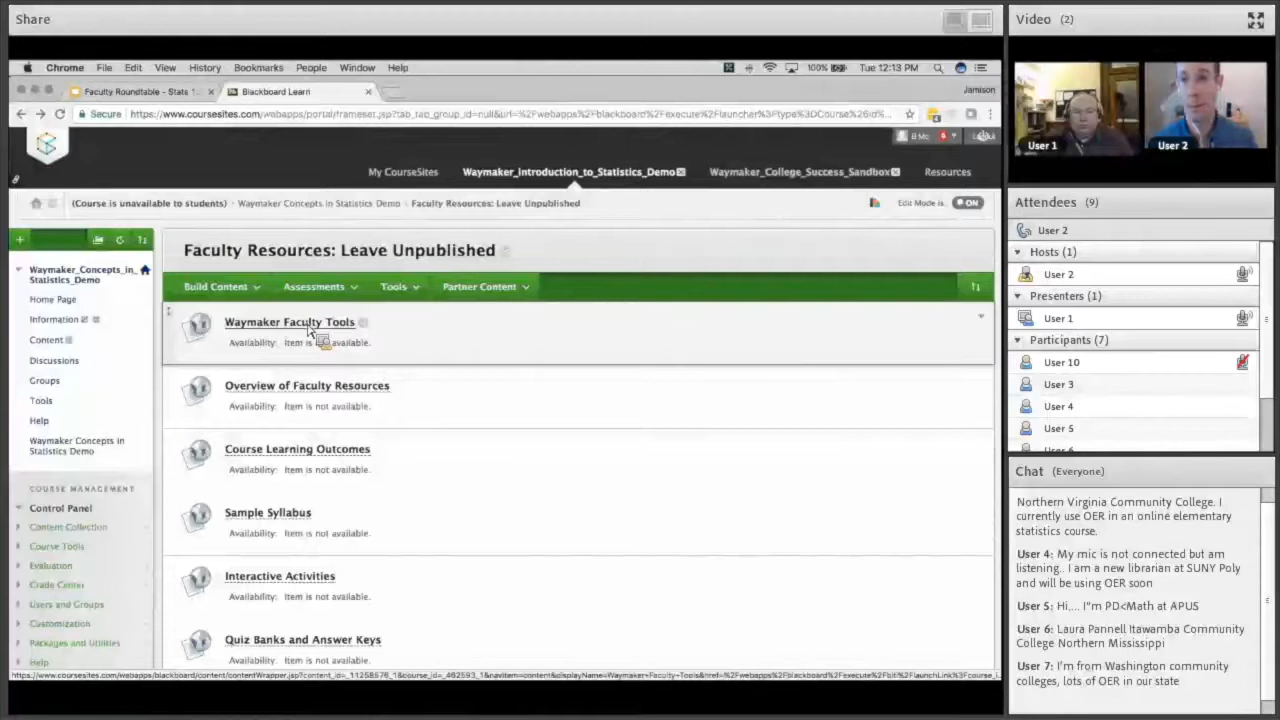 Share
Chrome File Edit View History Bookmarks People Window Help
100% Tue 12:13 PM
Faculty Roundtable - Stats 1
Blackboard Learn
Jamison
Secure
Edit Mode is: ON
My CourseSites Waymaker_Introduction_to_Statistics_Demo Waymaker_College_Success_Sandbox Resources
(Course is unavailable to students) Waymaker Concepts in Statistics Demo Faculty Resources: Leave Unpublished
Waymaker_Concepts_in_
Statistics_Demo
Home Page
Information
Content
Discussions
Groups
Tools
Help
Waymaker Concepts in
Statistics Demo
COURSE MANAGEMENT
Control Panel
Content Collection
Course Tools
Evaluation
Grade Center
Users and Groups
Customization
Packages and Utilities
Help
Faculty Resources: Leave Unpublished
Build Content Assessments Tools Partner Content
Waymaker Faculty Tools
Availability: Item is available.
Overview of Faculty Resources
Availability: Item is not available.
Course Learning Outcomes
Availability: Item is not available.
Sample Syllabus
Availability: Item is not available.
Interactive Activities
Availability: Item is not available.
Quiz Banks and Answer Keys
Availability: Item is not available.
Video (2)
User 1
User 2
Attendees (9)
User 2
Hosts (1)
User 2
Presenters (1)
User 1
Participants (7)
User 10
User 3
User 4
User 5
Chat (Everyone)
Northern Virginia Community College. I
currently use OER in an online elementary
statistics course.
User 4: My mic is not connected but am
listening.. I am a new librarian at SUNY Poly
and will be using OER soon
User 5: Hi.... I"m PD<Math at APUS
User 6: Laura Pannell Itawamba Community
College Northern Mississippi
User 7: I'm from Washington community
colleges, lots of OER in our state